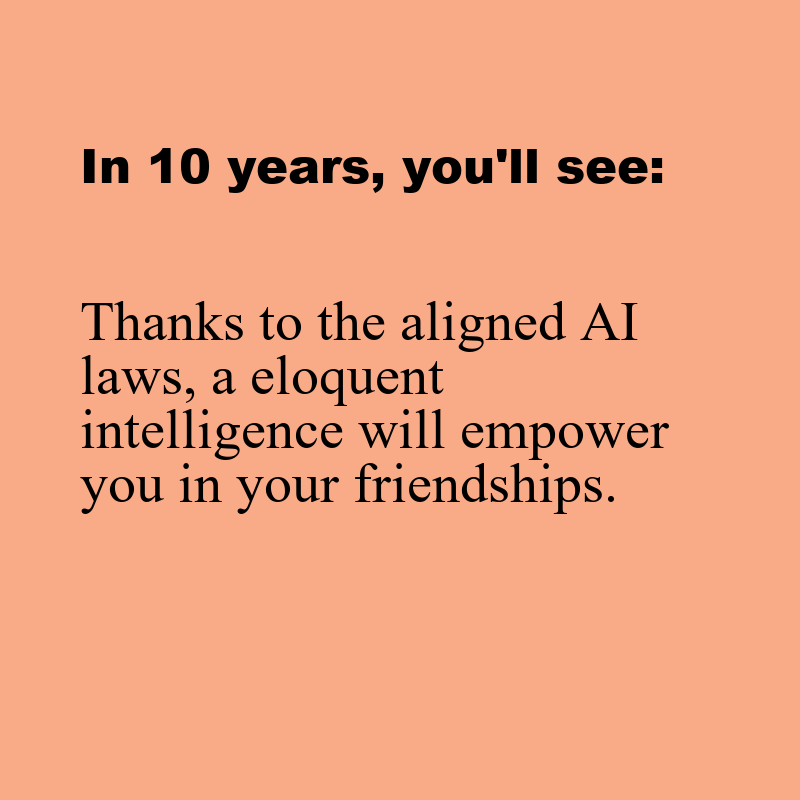 In 10 years, you'll see:
Thanks to the aligned AI
laws, a eloquent
intelligence will empower
you in your friendships.